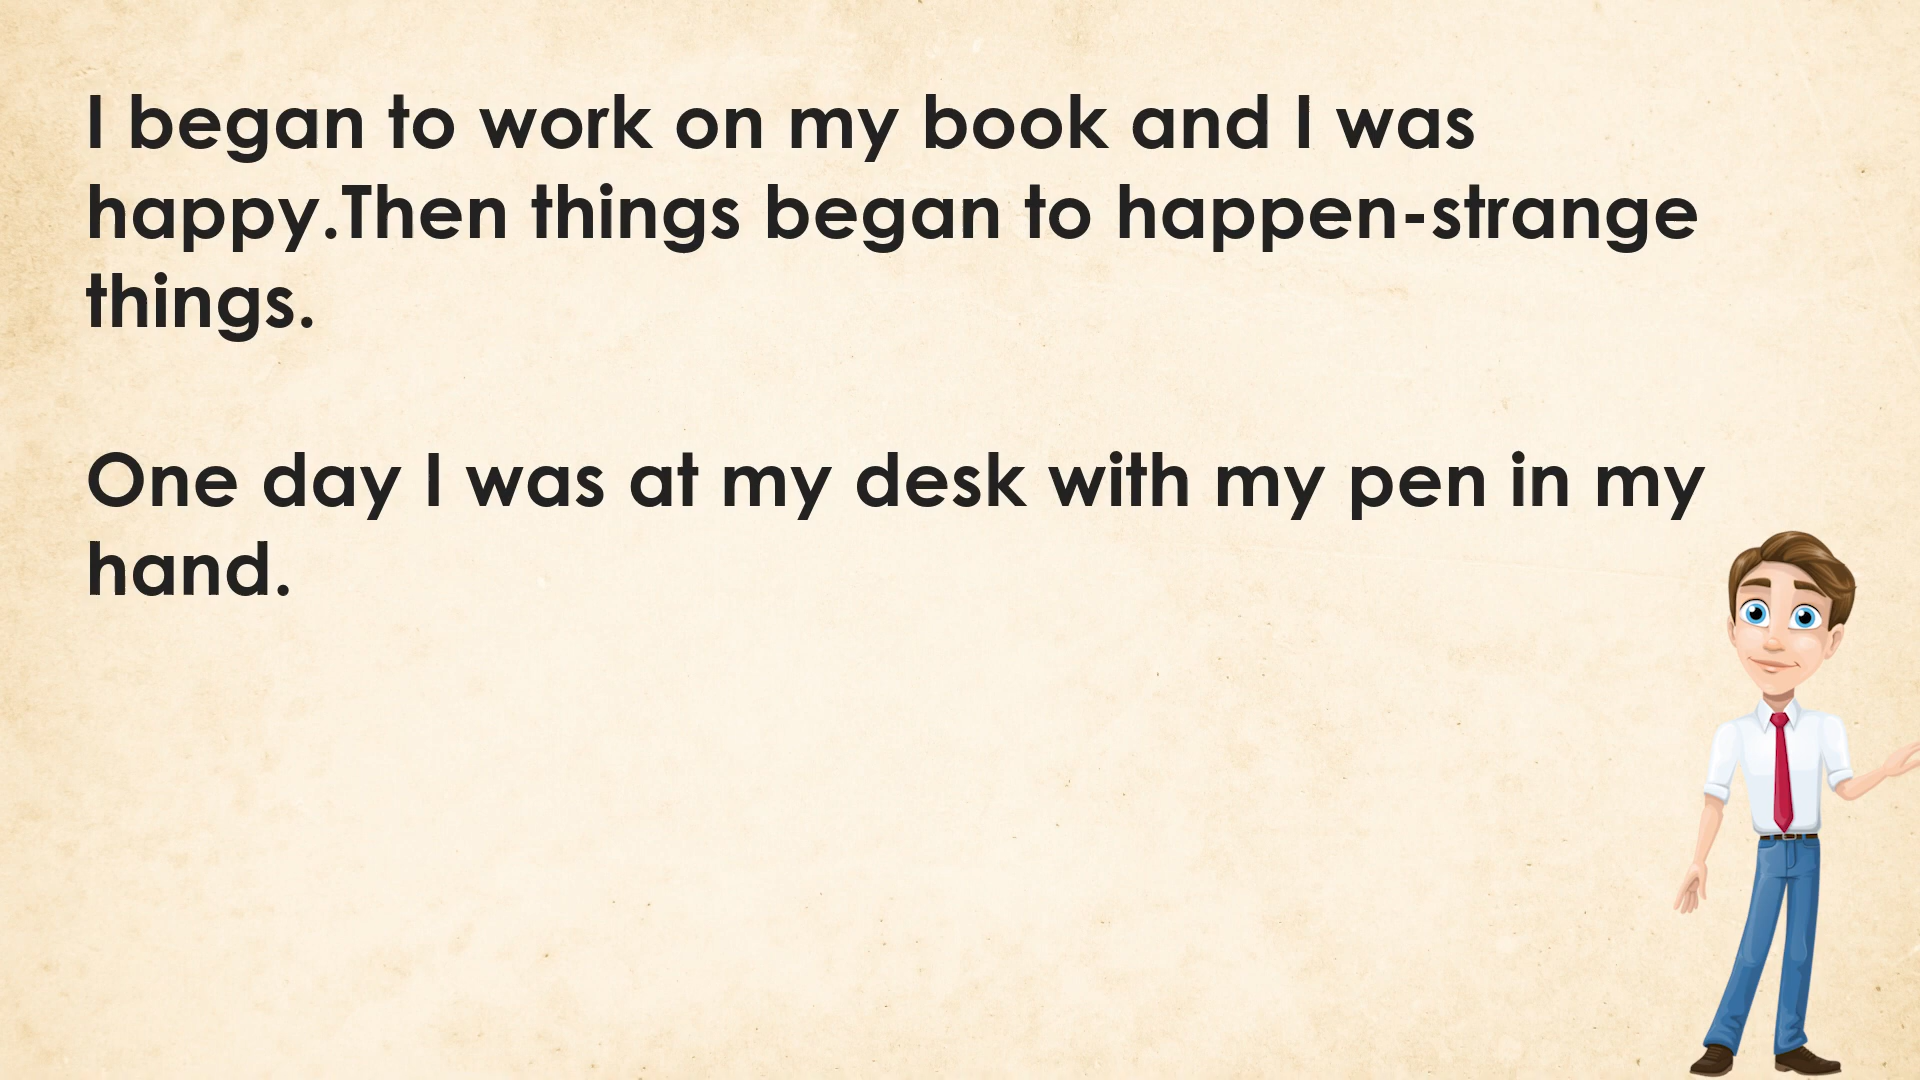 I began to work on my book and I was
happy.Then things began to happen-strange
things.
One day I was at my desk with my pen in my
hand.